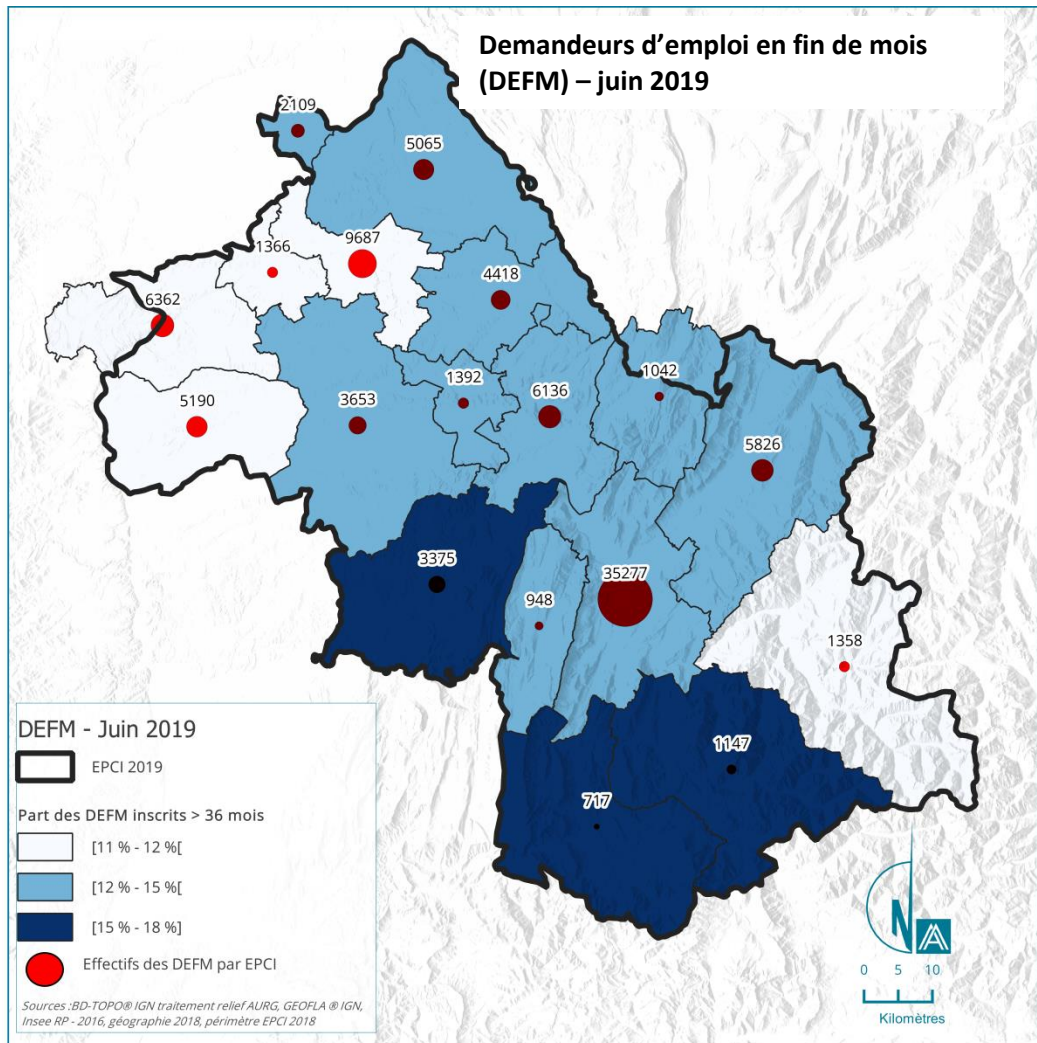 Demandeurs d’emploi en fin de mois
(DEFM) – juin 2019
2109
5065
1366
9687
4418
6362
1392
1042
5190
3653
6136
5826
3375
948
35277
1358
1147
717
DEFM - Juin 2019
EPCI 2019
Part des DEFM inscrits > 36 mois
[11 % - 12 %[
[12 % - 15 %[
[15 % - 18 %]
Effectifs des DEFM par EPCI
Sources :BD-TOPO® IGN traitement relief AURG, GEOFLA ® IGN,
Insee RP - 2016, géographie 2018, périmètre EPCI 2018
N
0 5 10
Kilomètres